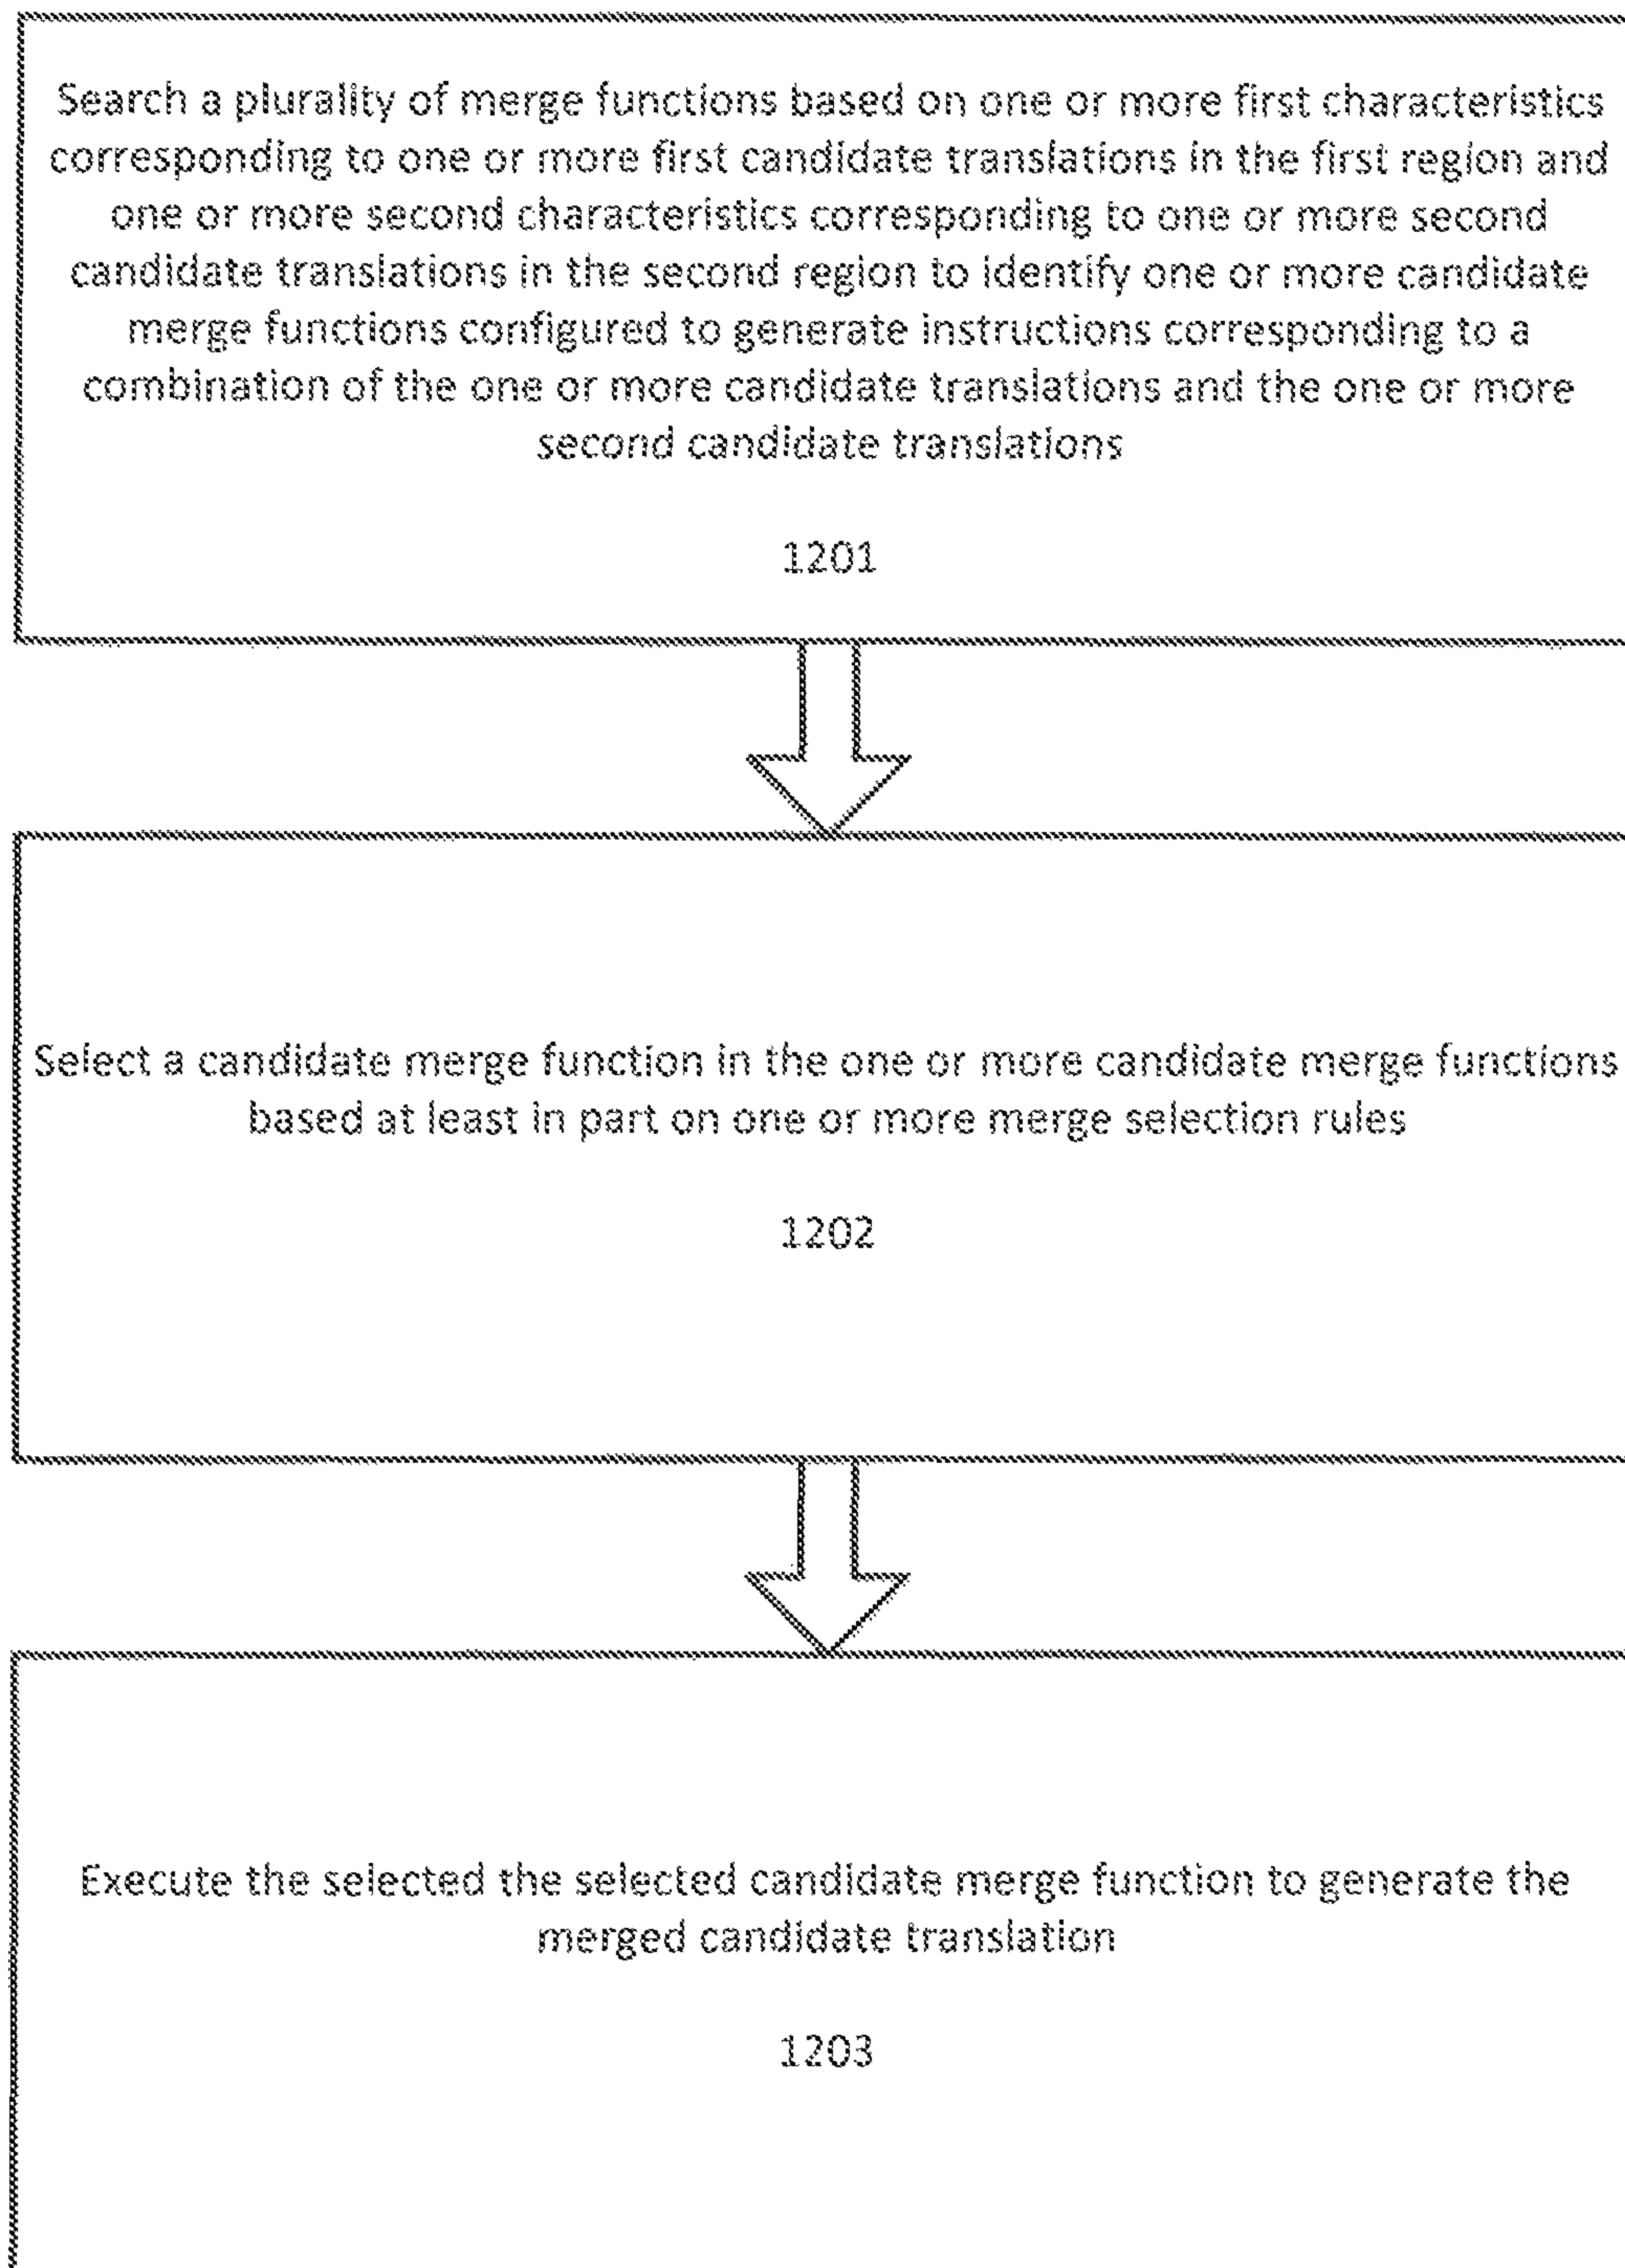 Search a plurality of merge functions based on one or more first characteristics
corresponding to one or more first candidate translations in the first region and
one or more second characteristics corresponding to one or more second
candidate translations in the second region to identify one or more candidate
merge functions configured to generate instructions corresponding to a
combination of the one or more candidate translations and the one or more
second candidate translations
1201
Select a candidate merge function in the one or more candidate merge functions
based at least in part on one or more merge selection rules
1202
Execute the selected the selected candidate merge function to generate the
merged candidate translation
1203